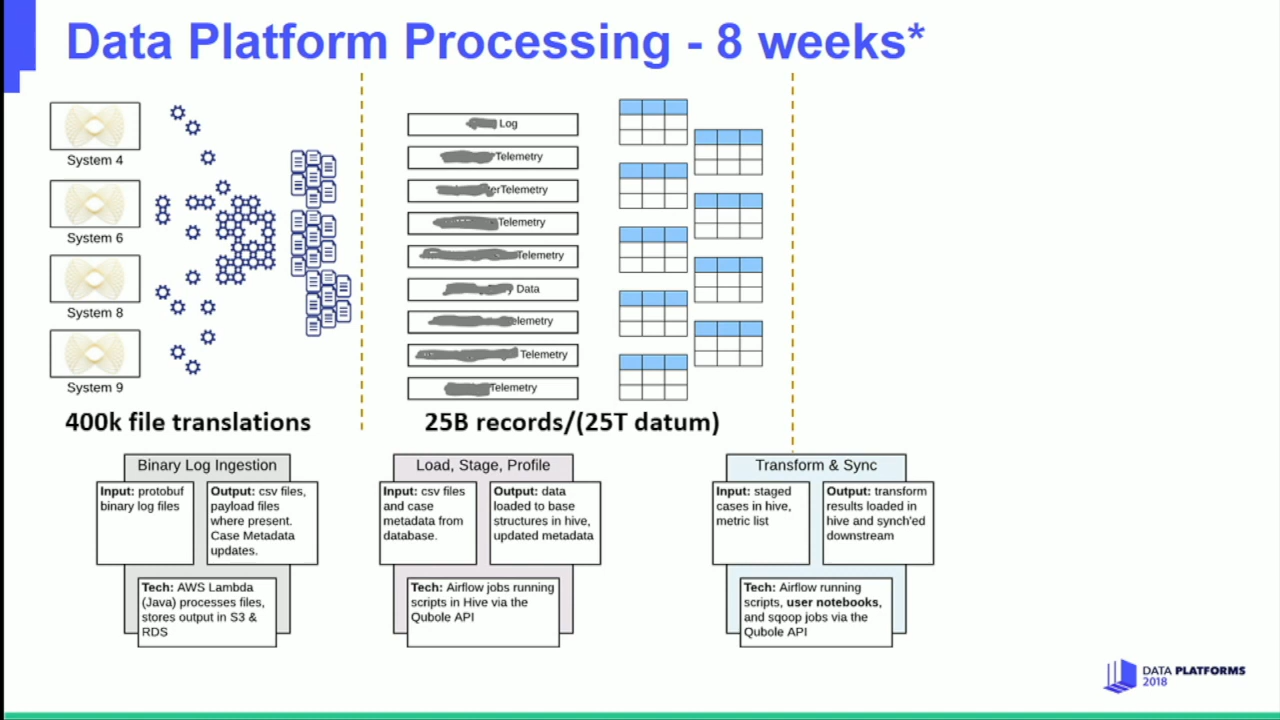 Data Platform Processing - 8 weeks*
System 4
System 6
System 8
System 9
Log
Telemetry
Telemetry
Telemetry
Telemetry
Data
Telemetry
Telemetry
400k file translations
25B records/(25T datum)
Binary Log Ingestion
Input: protobuf
binary log files
Output: csv files,
payload files
where present.
Case Metadata
updates.
Tech: AWS Lambda
(Java) processes files,
stores output in S3 &
RDS
Load, Stage, Profile
Input: csv files
and case
metadata from
database.
Output: data
loaded to base
structures in hive,
updated metadata
Tech: Airflow jobs running
scripts in Hive via the
Qubole API
Transform & Sync
Input: staged
cases in hive,
metric list
Output: transform
results loaded in
hive and synch'ed
downstream
Tech: Airflow running
scripts, user notebooks,
and sqoop jobs via the
Qubole API
DATA PLATFORMS
2018